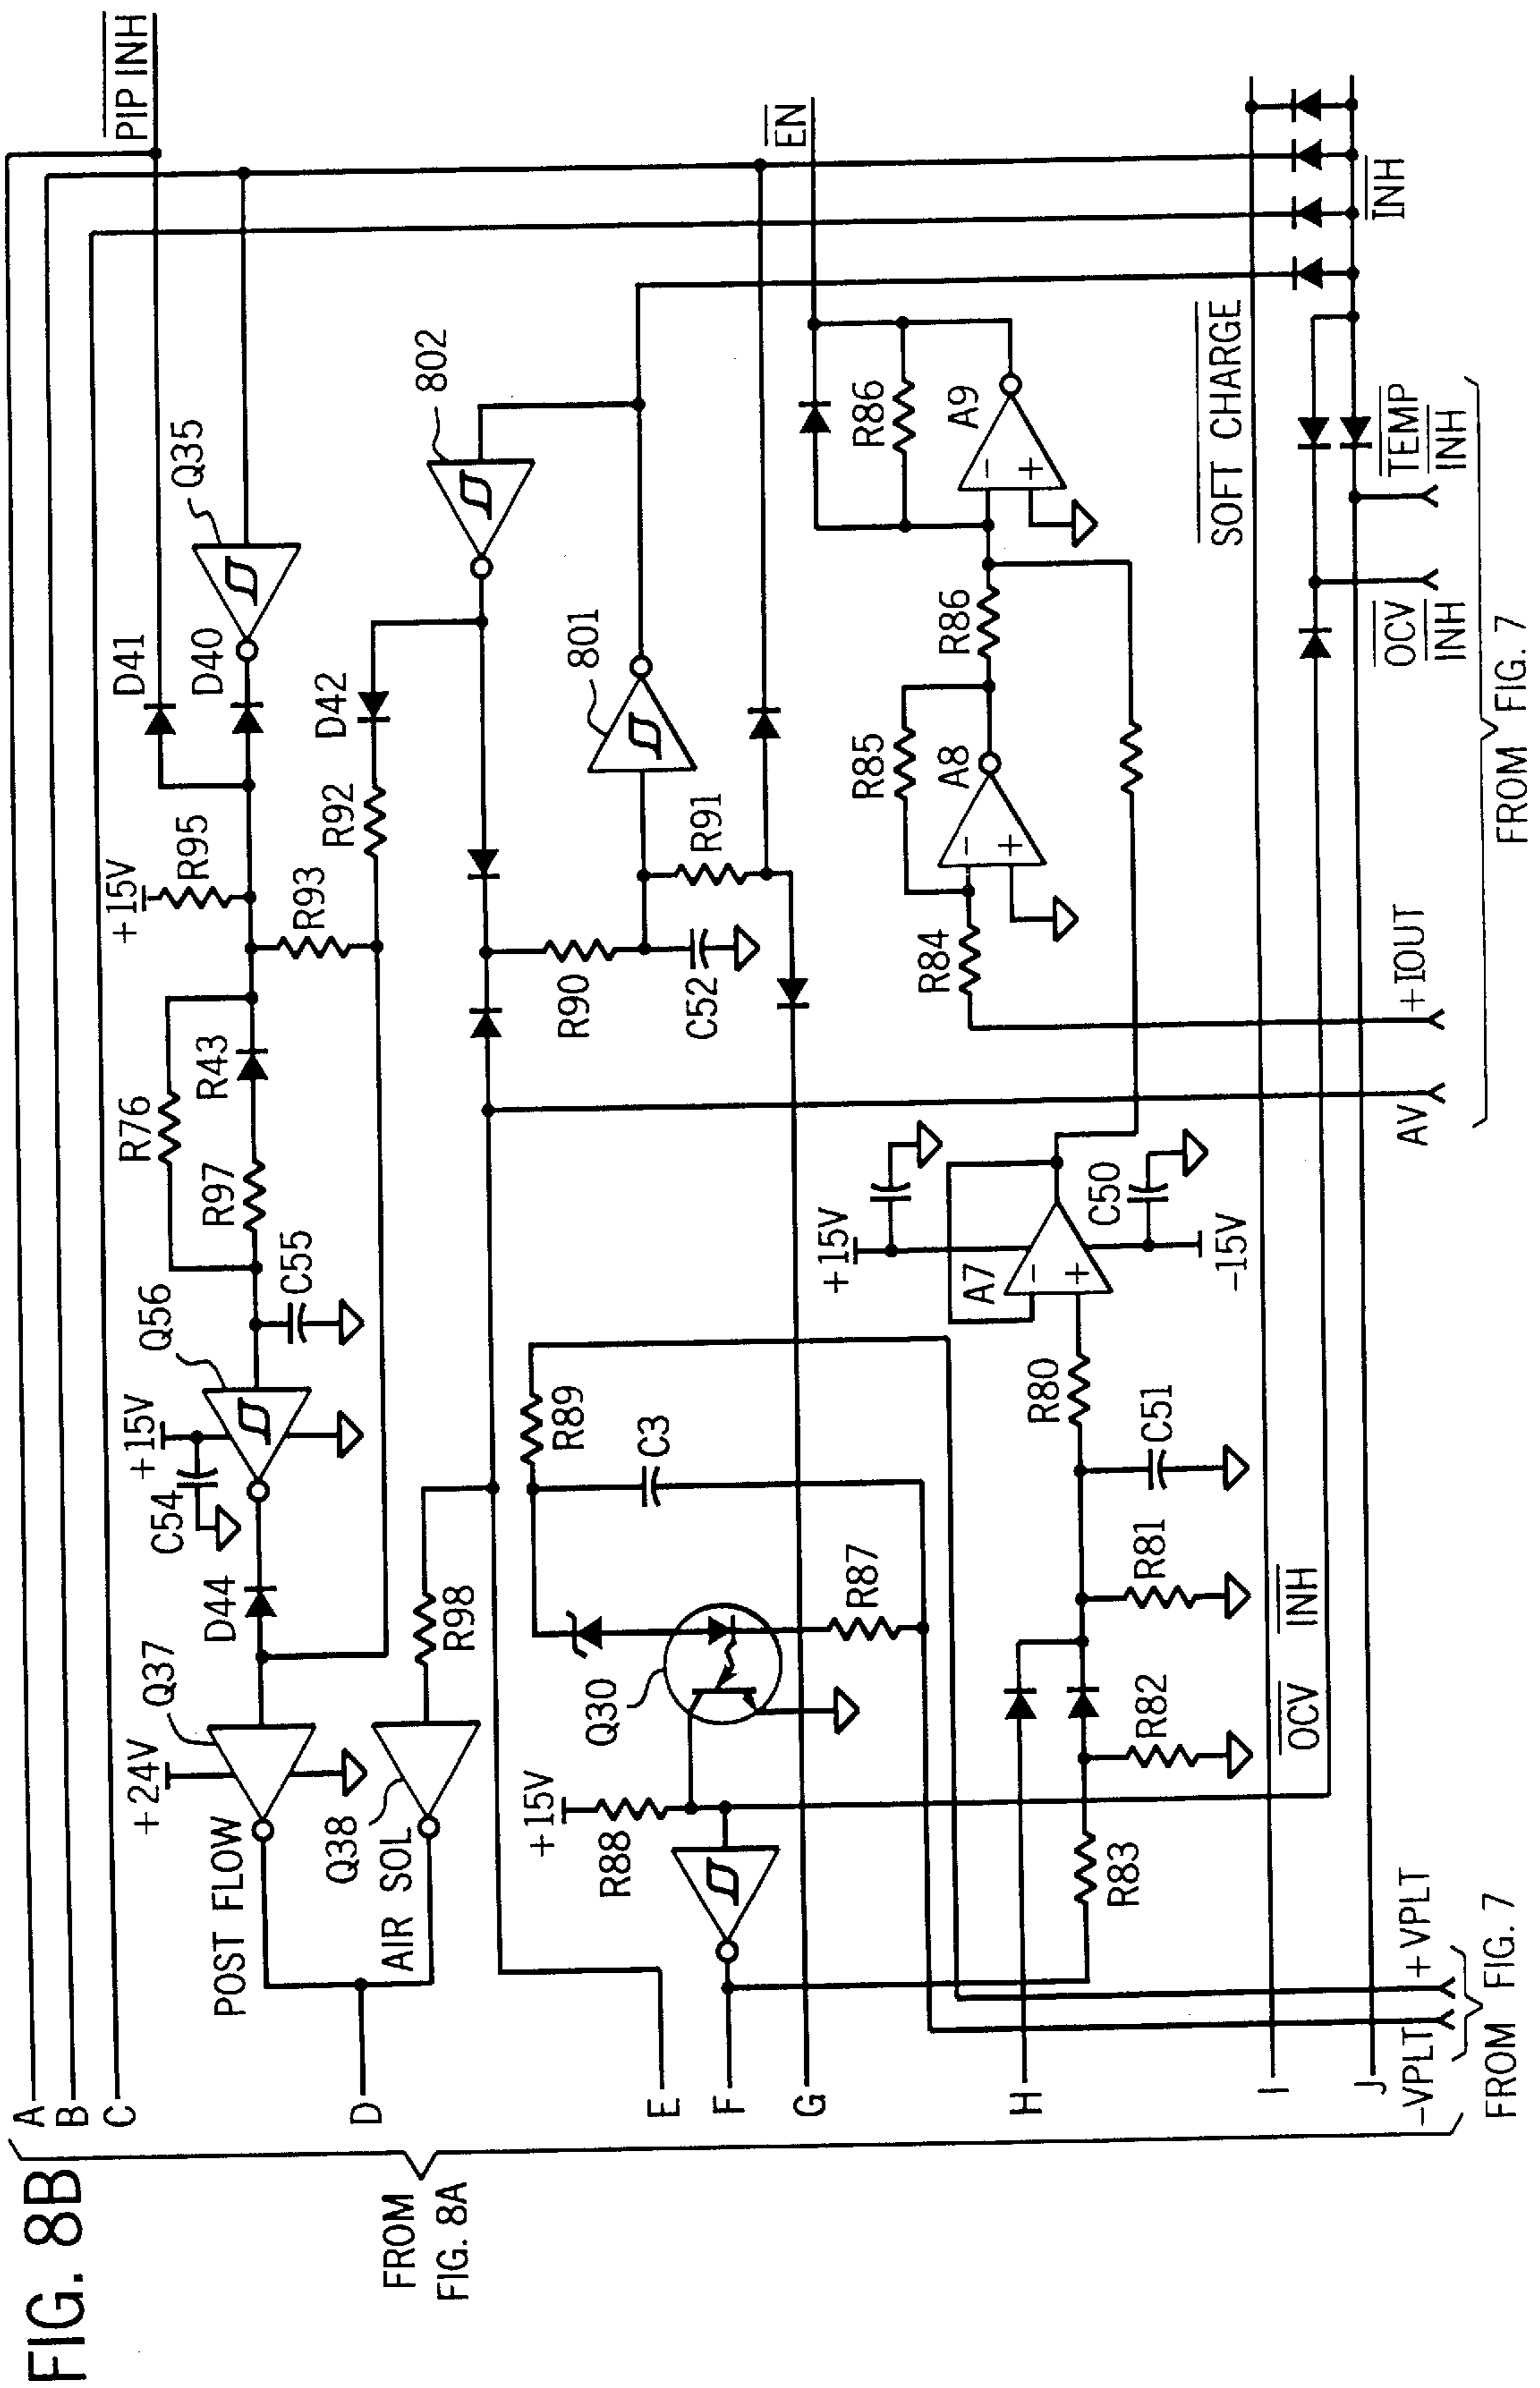 FIG. 8B
FROM
FIG. 8A
A
B
C
D
E
F
G
H
I
J
PIP INH
D41
D40
Q35
+15V
R95
R93
R76
R43
R97
C55
Q56
+15V
C54
D44
Q37
+24V
POST FLOW
D42
R92
802
Q38
AIR SOL
R98
801
R90
R91
C52
R89
C3
R87
Q30
+15V
R88
EN
R86
A9
R86
R85
A8
R84
+15V
A7
C50
-15V
R80
C51
R81
R82
R83
SOFT CHARGE
INH
INH
OCV
TEMP
INH
OCV
INH
+IOUT
AV
FROM FIG. 7
+VPLT
-VPLT
FROM FIG. 7